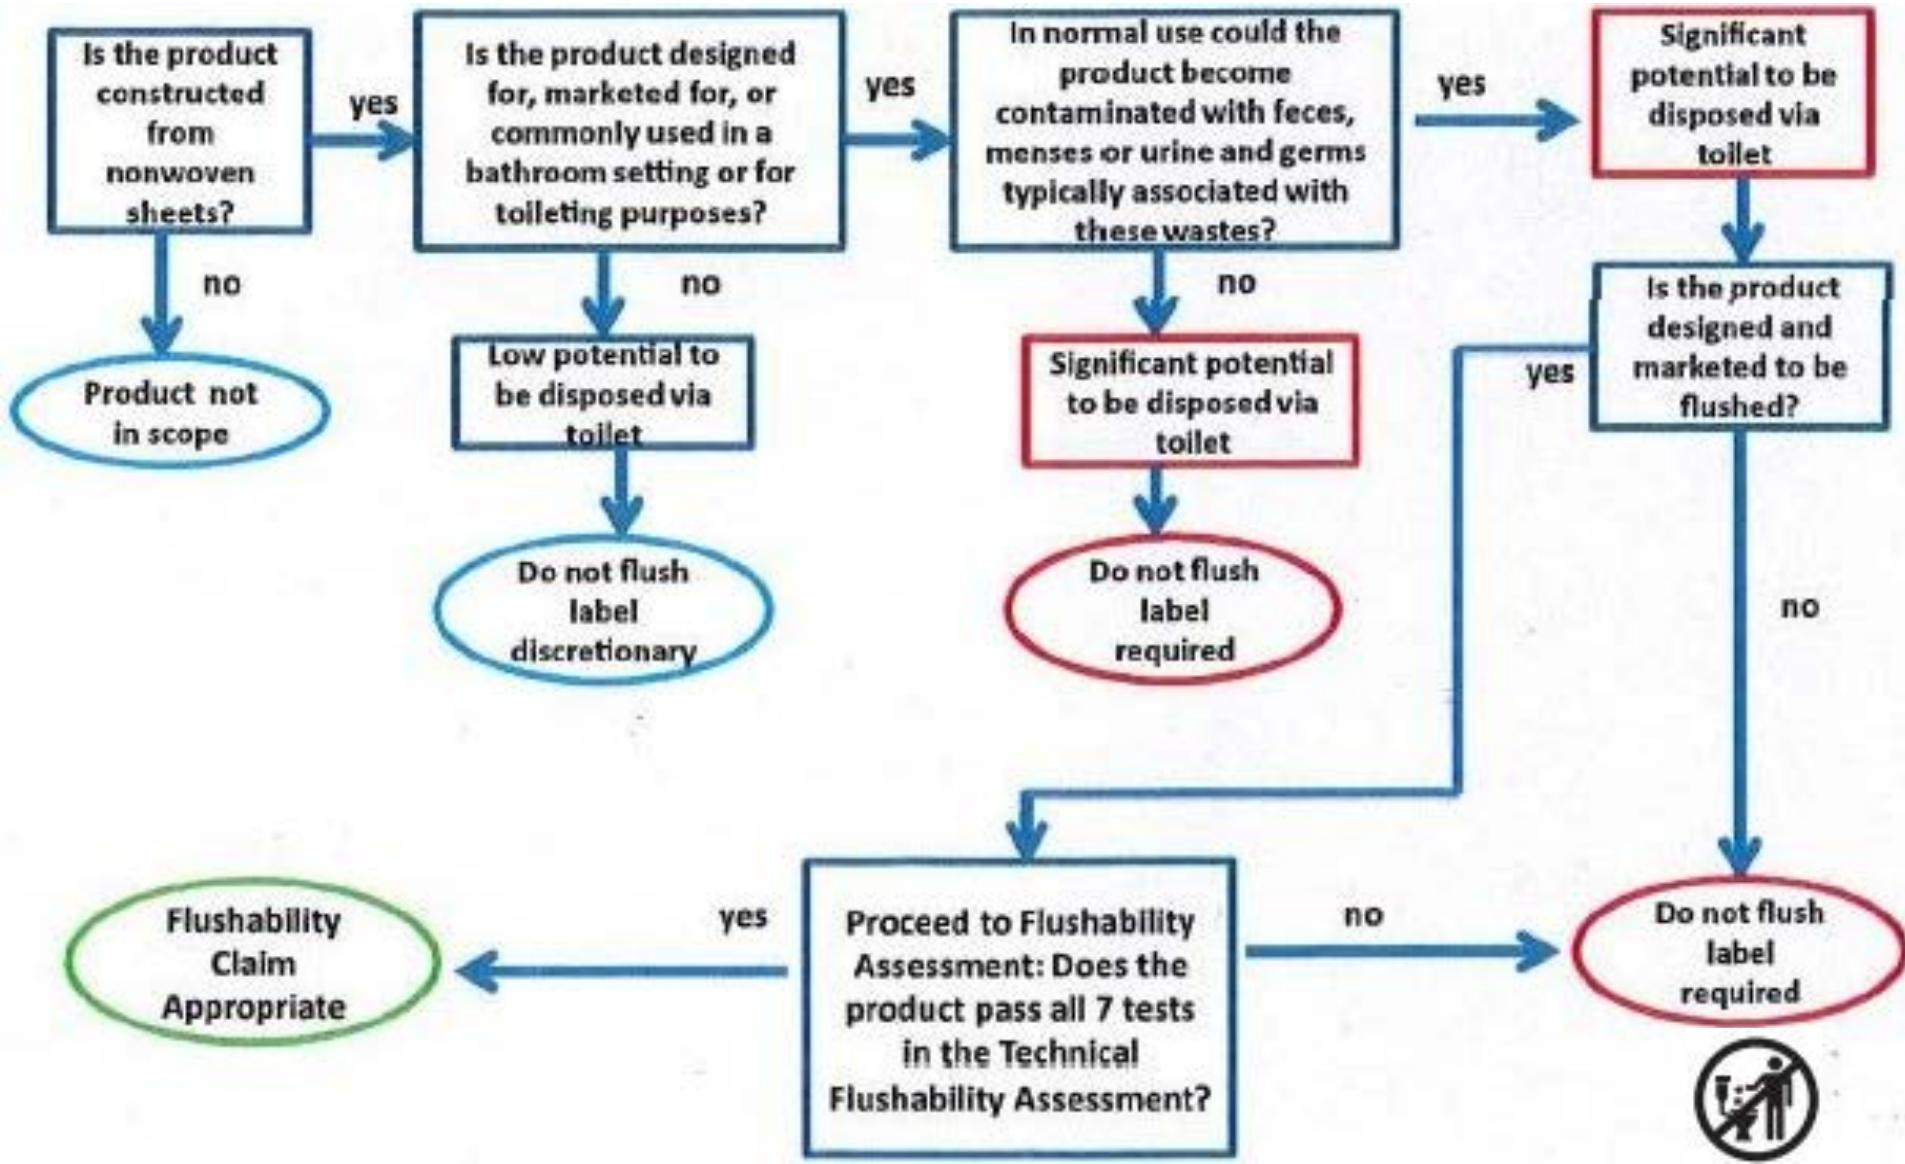 Is the product
constructed
from
nonwoven
sheets?
yes
no
Product not
in scope
Is the product designed
for, marketed for, or
commonly used in a
bathroom setting or for
toileting purposes?
yes
no
Low potential to
be disposed via
toilet
Do not flush
label
discretionary
In normal use could the
product become
contaminated with feces,
menses or urine and germs
typically associated with
these wastes?
yes
no
Significant potential
to be disposed via
toilet
Do not flush
label
required
Significant
potential to be
disposed via
toilet
Is the product
designed and
marketed to be
flushed?
yes
no
Proceed to Flushability
Assessment: Does the
product pass all 7 tests
in the Technical
Flushability Assessment?
yes
no
Flushability
Claim
Appropriate
Do not flush
label
required